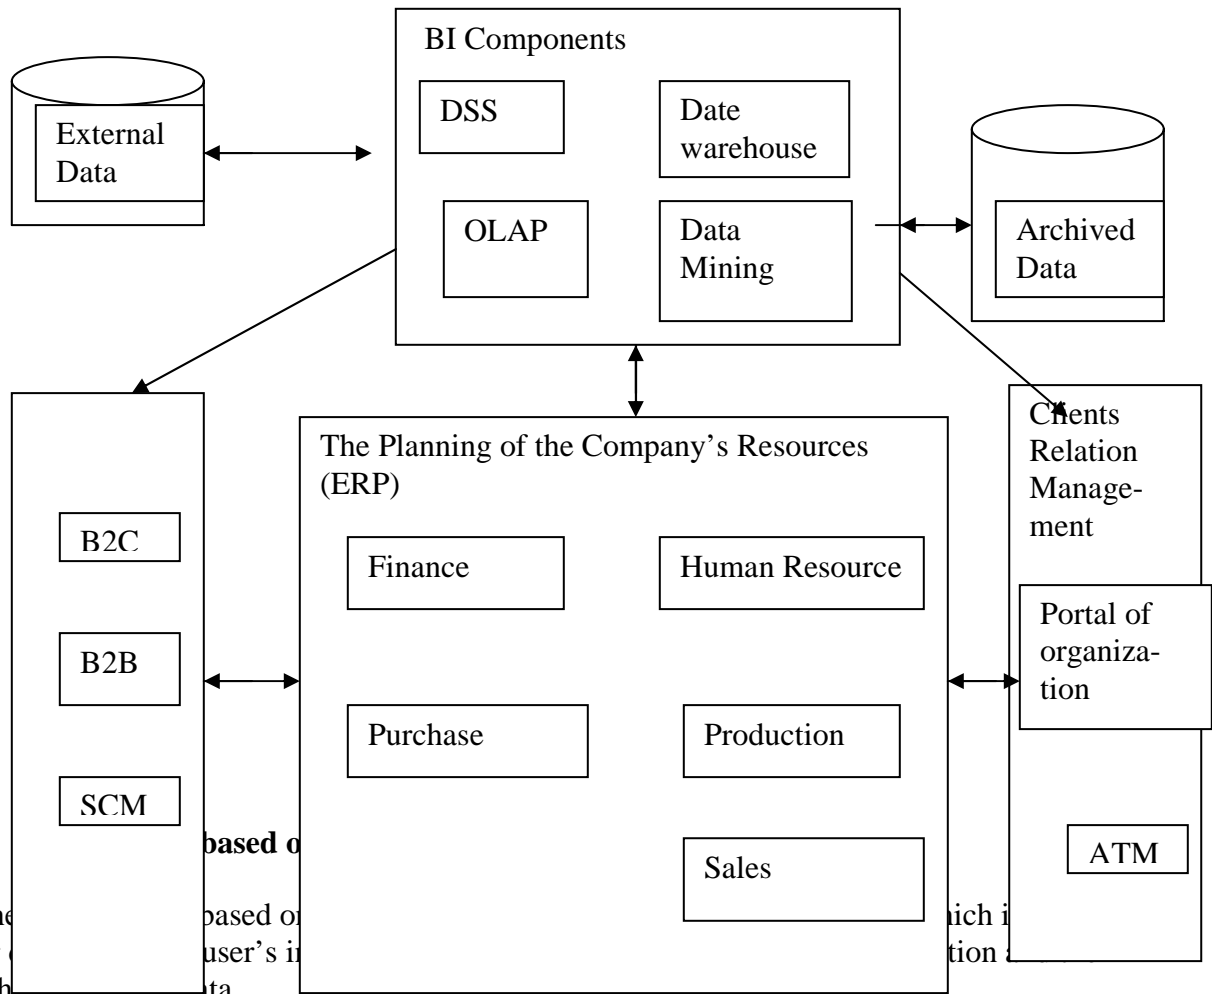 BI Components
DSS
Date
warehouse
External
Data
OLAP
Data
Mining
Archived
Data
The Planning of the Company's Resources
(ERP)
Clients
Relation
Manage-
ment
B2C
Finance
Human Resource
B2B
Portal of
organiza-
tion
Purchase
Production
SCM
based o
Sales
ATM
based o
user's i